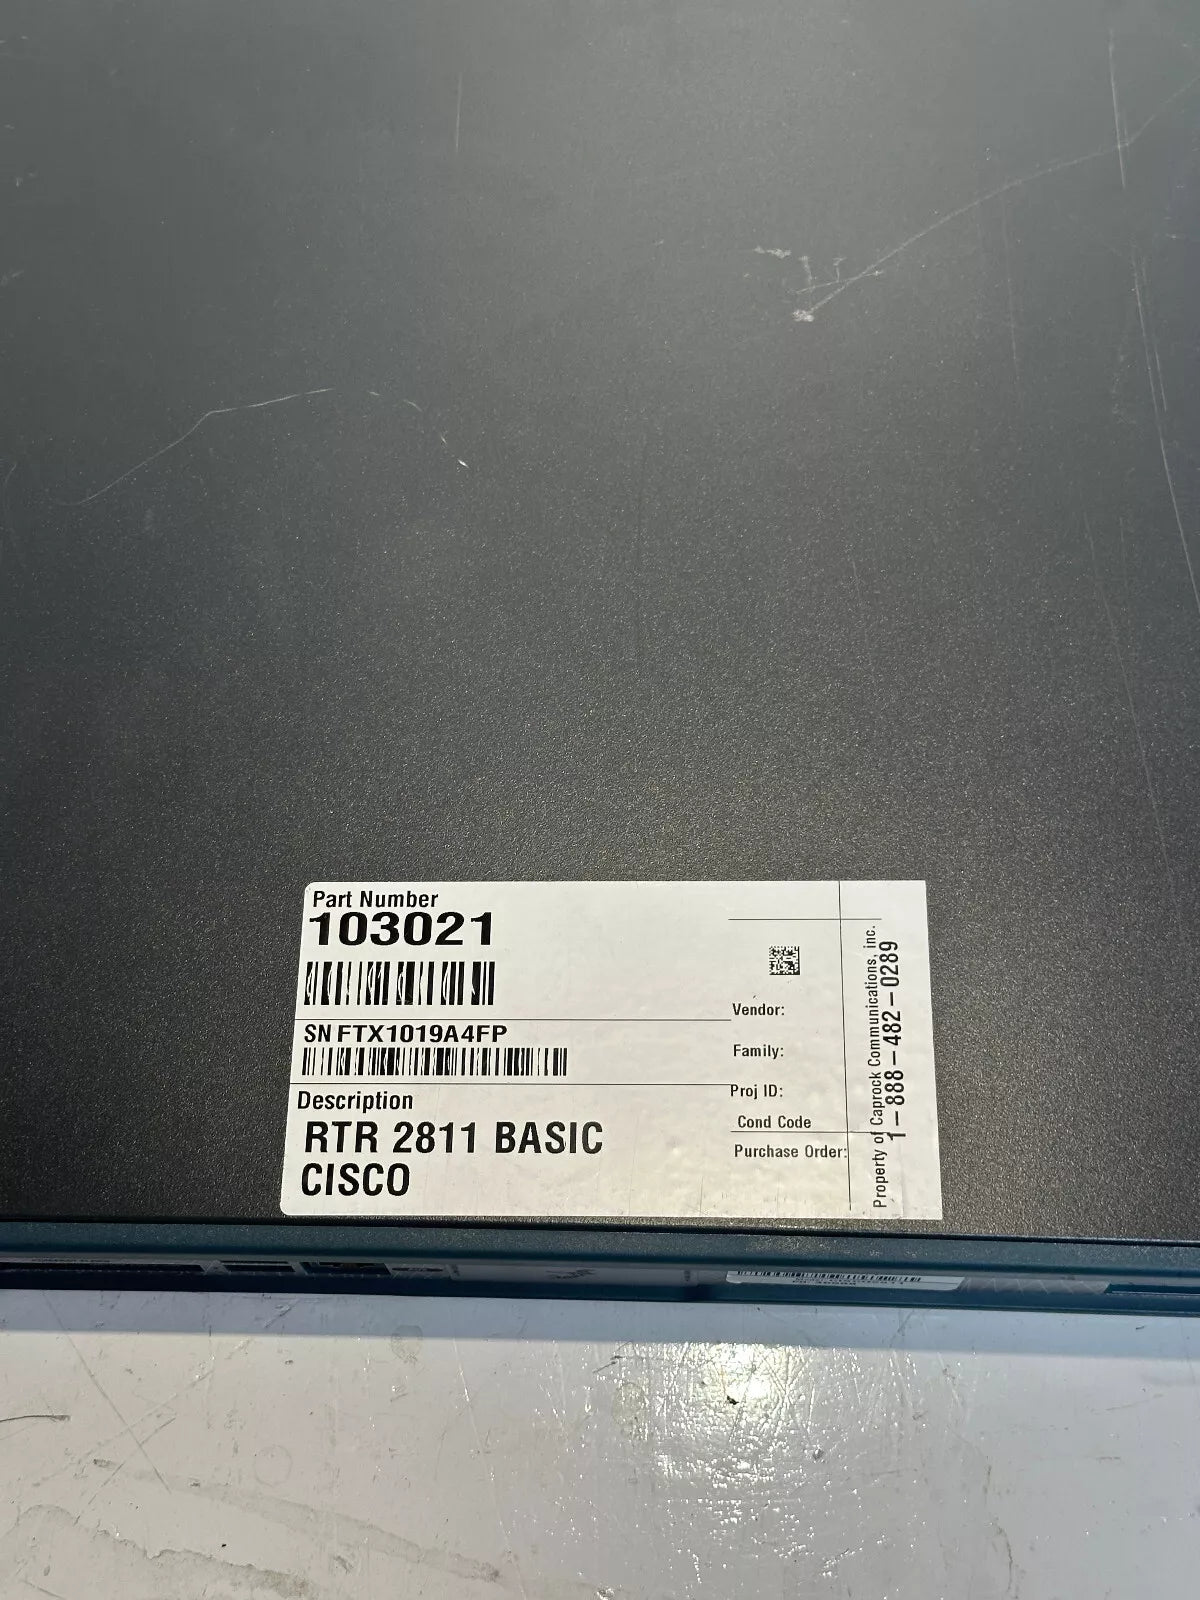 Part Number
103021
SN FTX1019A4FP
Description
RTR 2811 BASIC
CISCO
Vendor:
Family:
Proj ID:
Cond Code
Purchase Order:
Property of Caprock Communications, inc.
1-888-482-0289